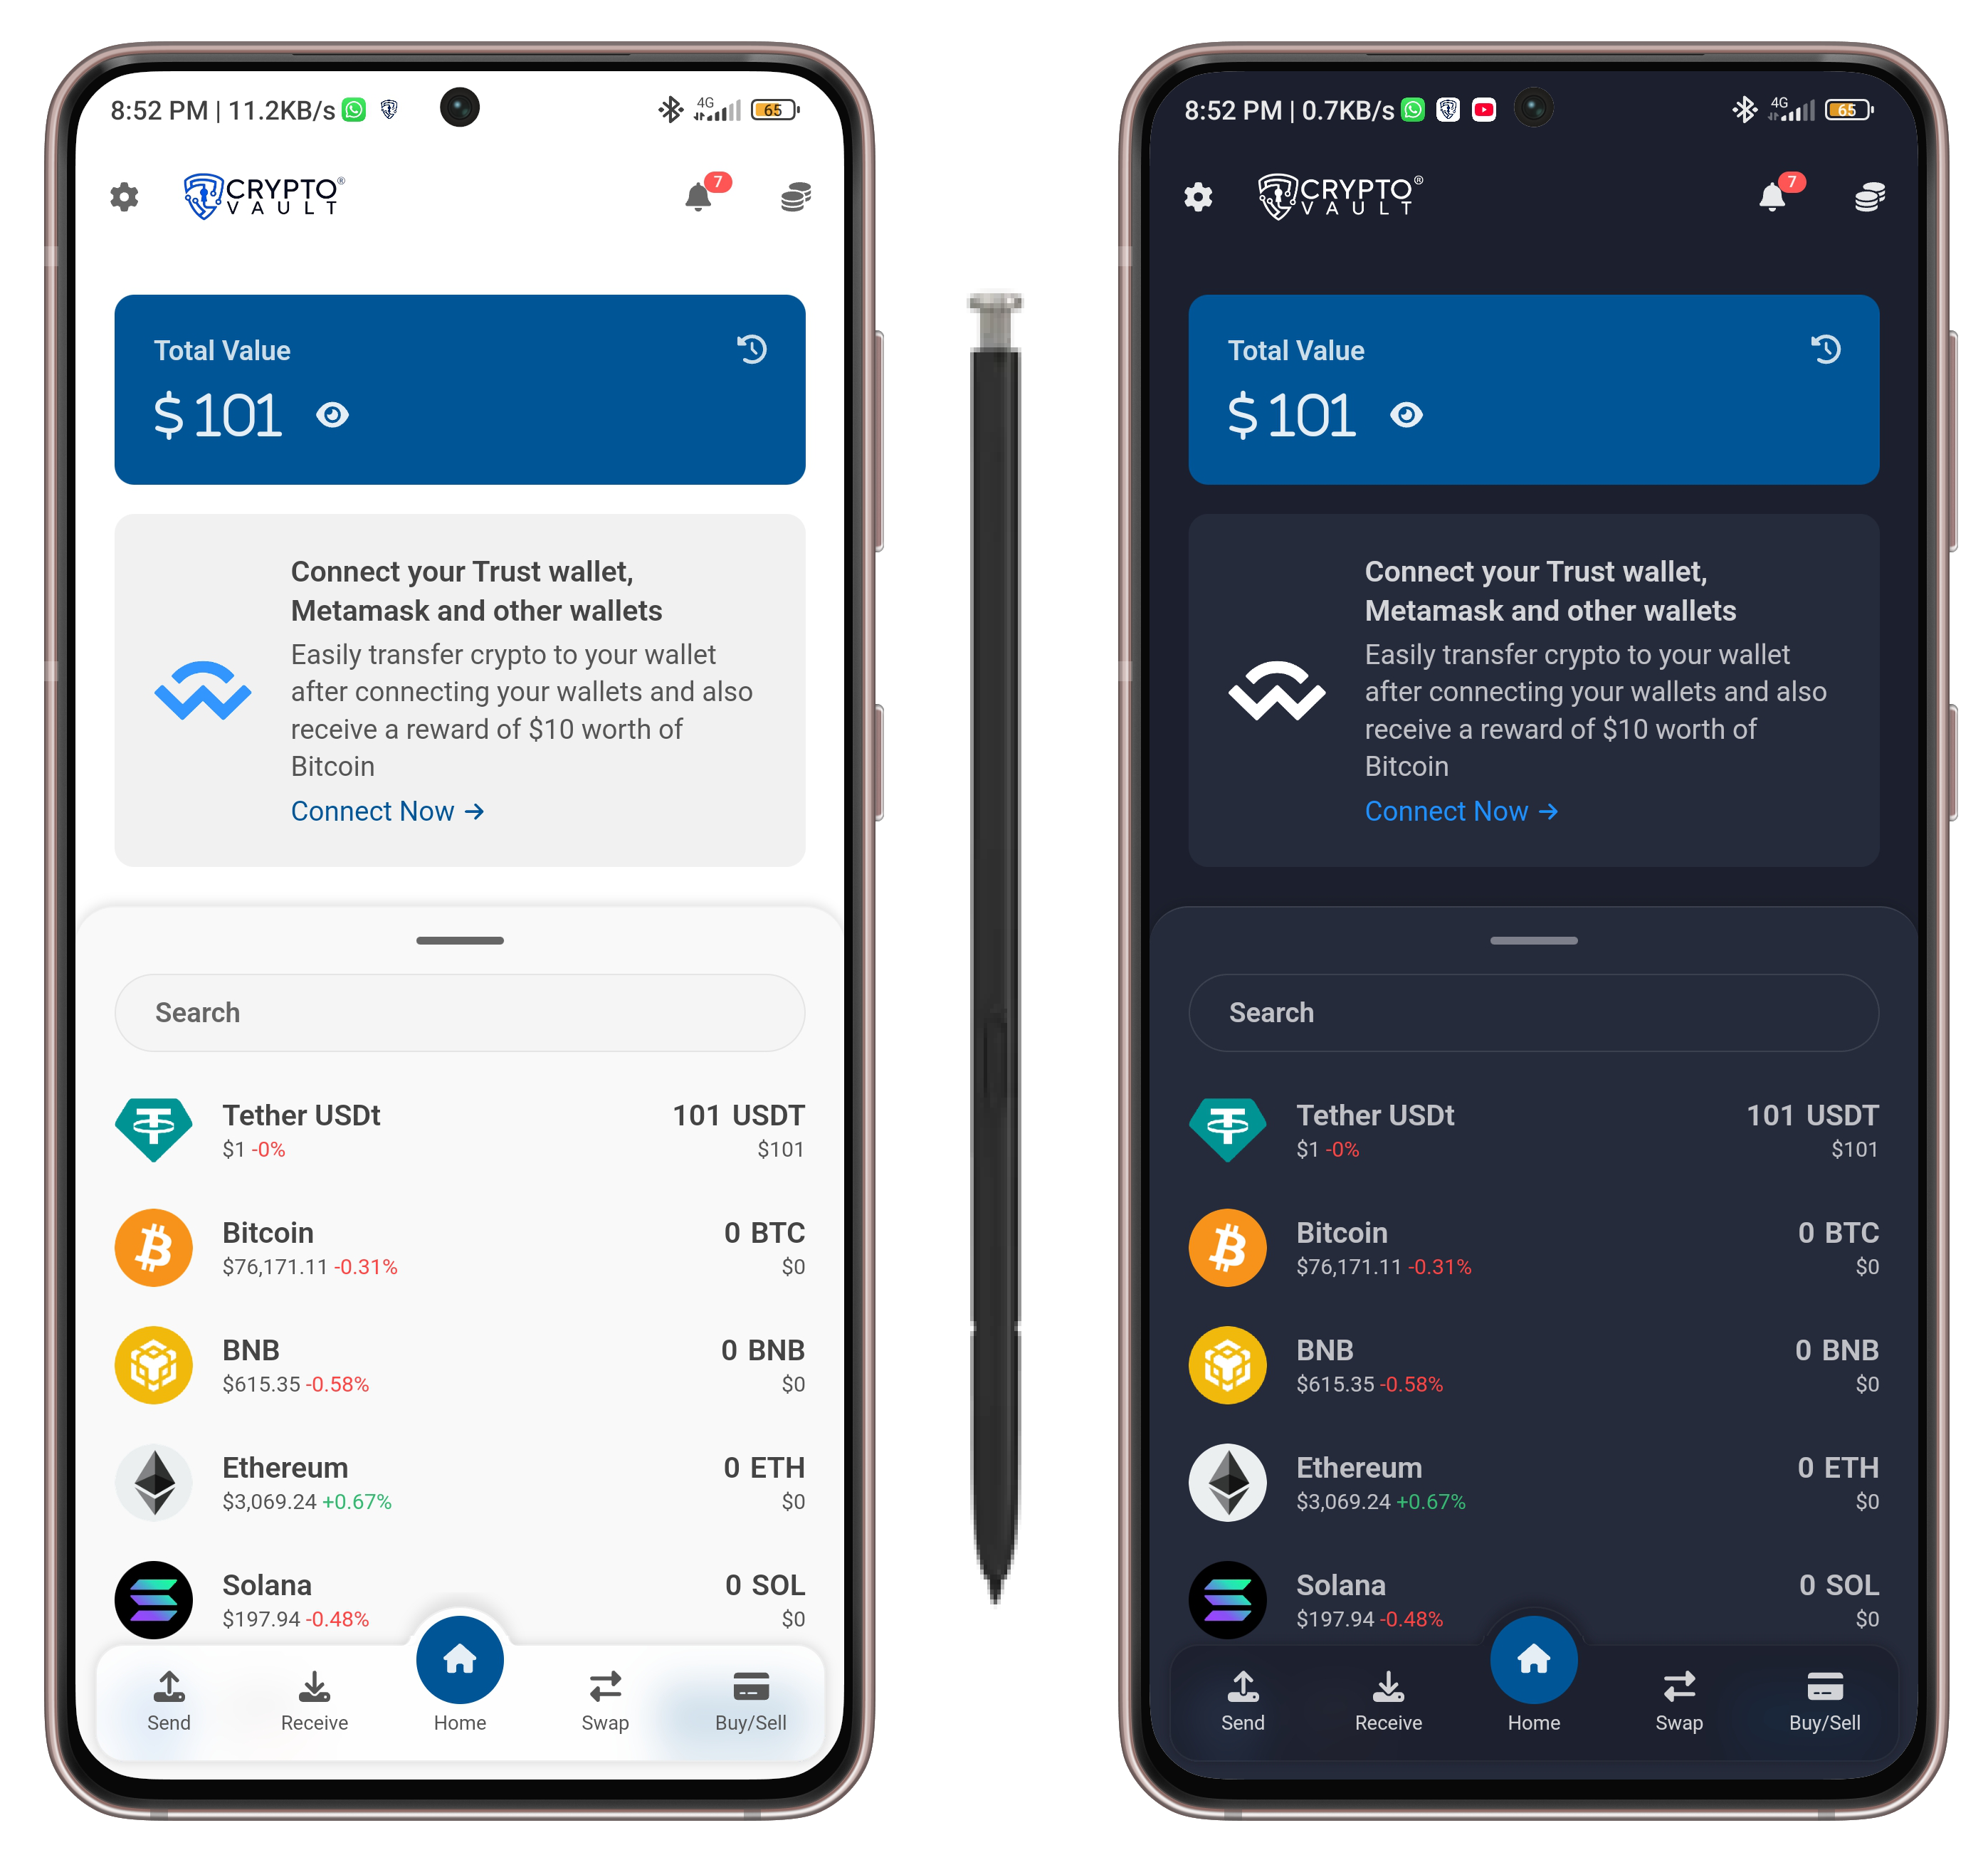 8:52 PM | 11.2KB/s
4G
65
CRYPTO®
VAULT
7
Total Value
$ 101
Connect your Trust wallet,
Metamask and other wallets
Easily transfer crypto to your wallet
after connecting your wallets and also
receive a reward of $10 worth of
Bitcoin
Connect Now →
Search
Tether USDt 101 USDT
$1 -0% $101
Bitcoin 0 BTC
$76,171.11 -0.31% $0
BNB 0 BNB
$615.35 -0.58% $0
Ethereum 0 ETH
$3,069.24 +0.67% $0
Solana 0 SOL
$197.94 -0.48% $0
Send Receive Home Swap Buy/Sell
8:52 PM | 0.7KB/s
4G
65
CRYPTO®
VAULT
7
Total Value
$ 101
Connect your Trust wallet,
Metamask and other wallets
Easily transfer crypto to your wallet
after connecting your wallets and also
receive a reward of $10 worth of
Bitcoin
Connect Now →
Search
Tether USDt 101 USDT
$1 -0% $101
Bitcoin 0 BTC
$76,171.11 -0.31% $0
BNB 0 BNB
$615.35 -0.58% $0
Ethereum 0 ETH
$3,069.24 +0.67% $0
Solana 0 SOL
$197.94 -0.48% $0
Send Receive Home Swap Buy/Sell